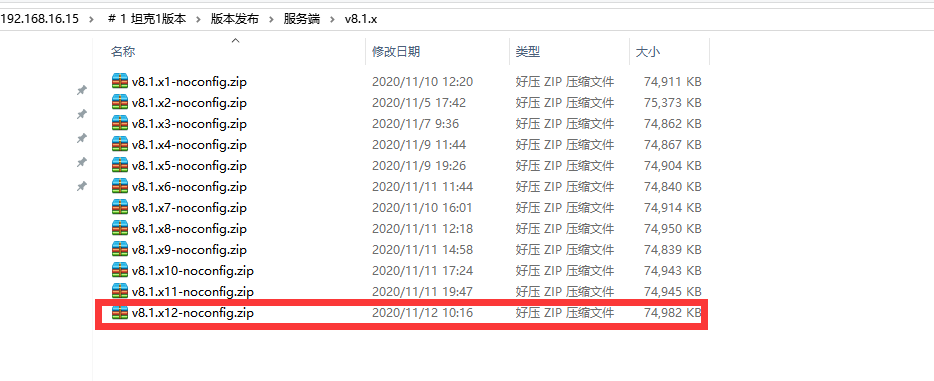 192.168.16.15 > # 1 坦克1版本 > 版本发布 > 服务端 > v8.1.x
名称 修改日期 类型 大小
v8.1.x1-noconfig.zip 2020/11/10 12:20 好压 ZIP 压缩文件 74,911 KB
v8.1.x2-noconfig.zip 2020/11/5 17:42 好压 ZIP 压缩文件 75,373 KB
v8.1.x3-noconfig.zip 2020/11/7 9:36 好压 ZIP 压缩文件 74,862 KB
v8.1.x4-noconfig.zip 2020/11/9 11:44 好压 ZIP 压缩文件 74,867 KB
v8.1.x5-noconfig.zip 2020/11/9 19:26 好压 ZIP 压缩文件 74,904 KB
v8.1.x6-noconfig.zip 2020/11/11 11:44 好压 ZIP 压缩文件 74,840 KB
v8.1.x7-noconfig.zip 2020/11/10 16:01 好压 ZIP 压缩文件 74,914 KB
v8.1.x8-noconfig.zip 2020/11/11 12:18 好压 ZIP 压缩文件 74,950 KB
v8.1.x9-noconfig.zip 2020/11/11 14:58 好压 ZIP 压缩文件 74,839 KB
v8.1.x10-noconfig.zip 2020/11/11 17:24 好压 ZIP 压缩文件 74,943 KB
v8.1.x11-noconfig.zip 2020/11/11 19:47 好压 ZIP 压缩文件 74,945 KB
v8.1.x12-noconfig.zip 2020/11/12 10:16 好压 ZIP 压缩文件 74,982 KB